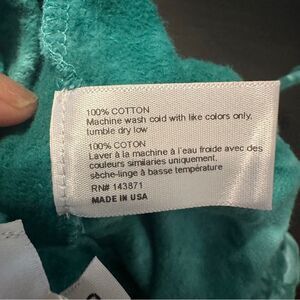 100% COTTON
Machine wash cold with like colors only,
tumble dry low
100% COTON
Laver à la machine à l'eau froide avec des
couleurs similaries uniquement.
sèche-linge à basse température
RN# 143871
MADE IN USA